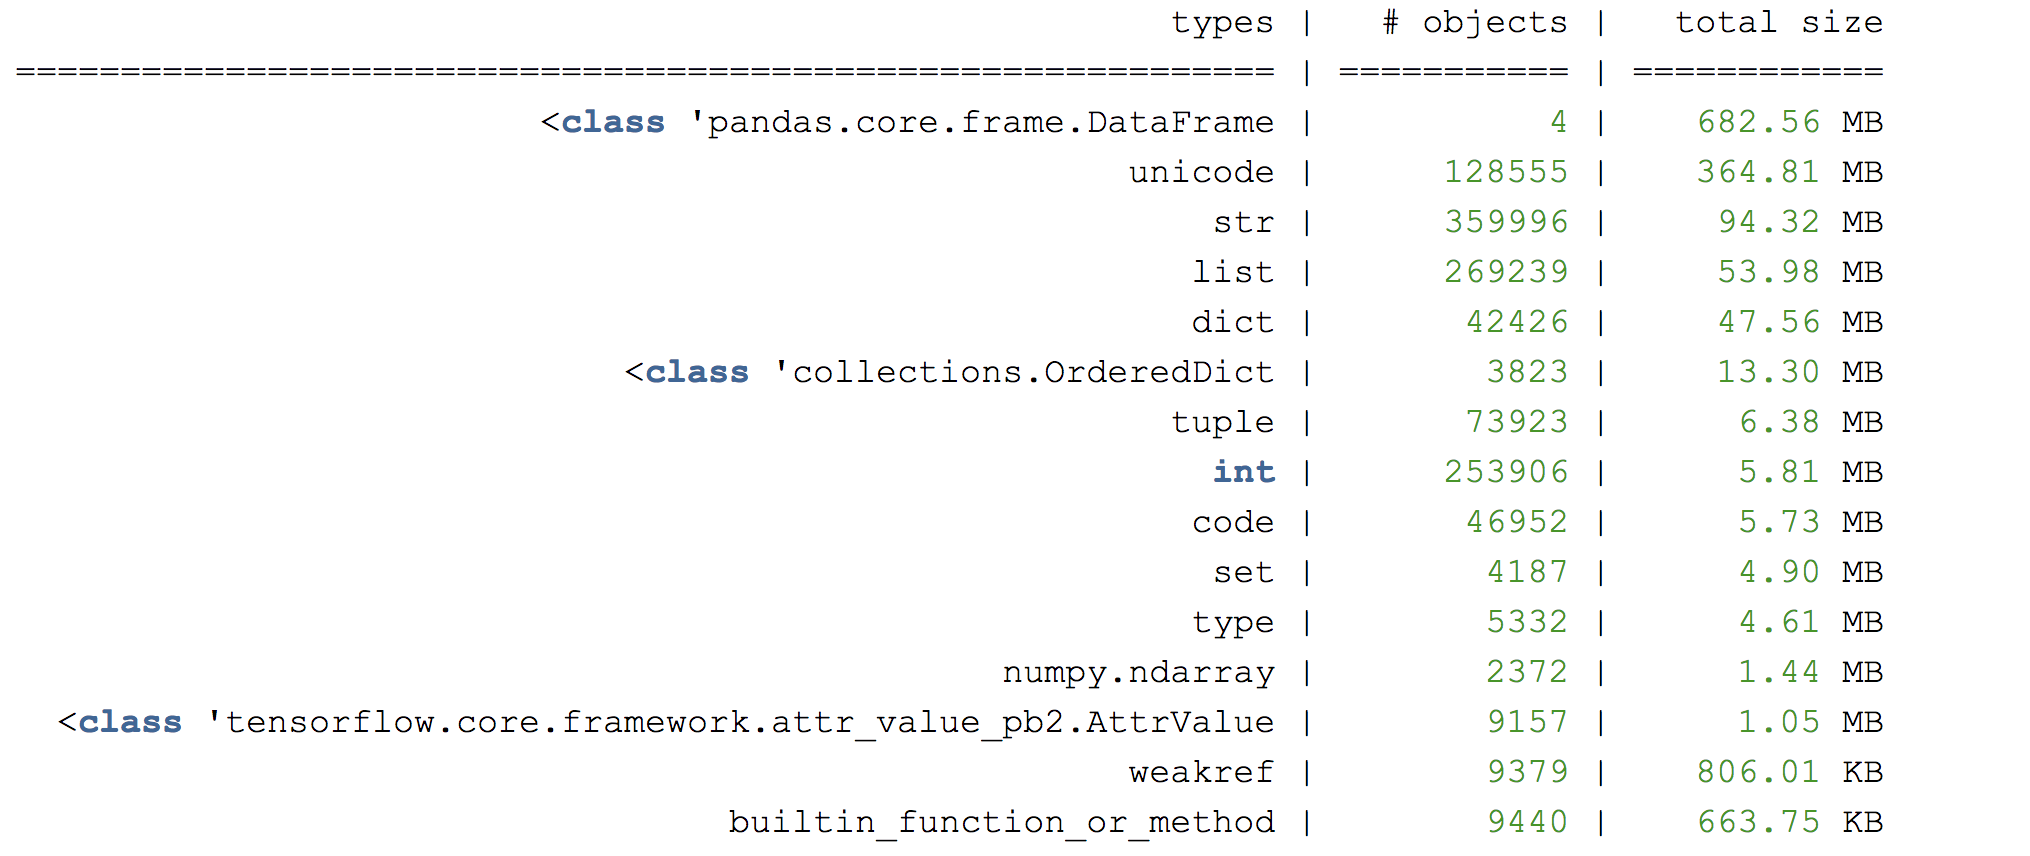 types | # objects | total size
============================================================ | =========== | ============
<class 'pandas.core.frame.DataFrame | 4 | 682.56 MB
unicode | 128555 | 364.81 MB
str | 359996 | 94.32 MB
list | 269239 | 53.98 MB
dict | 42426 | 47.56 MB
<class 'collections.OrderedDict | 3823 | 13.30 MB
tuple | 73923 | 6.38 MB
int | 253906 | 5.81 MB
code | 46952 | 5.73 MB
set | 4187 | 4.90 MB
type | 5332 | 4.61 MB
numpy.ndarray | 2372 | 1.44 MB
<class 'tensorflow.core.framework.attr_value_pb2.AttrValue | 9157 | 1.05 MB
weakref | 9379 | 806.01 KB
builtin_function_or_method | 9440 | 663.75 KB